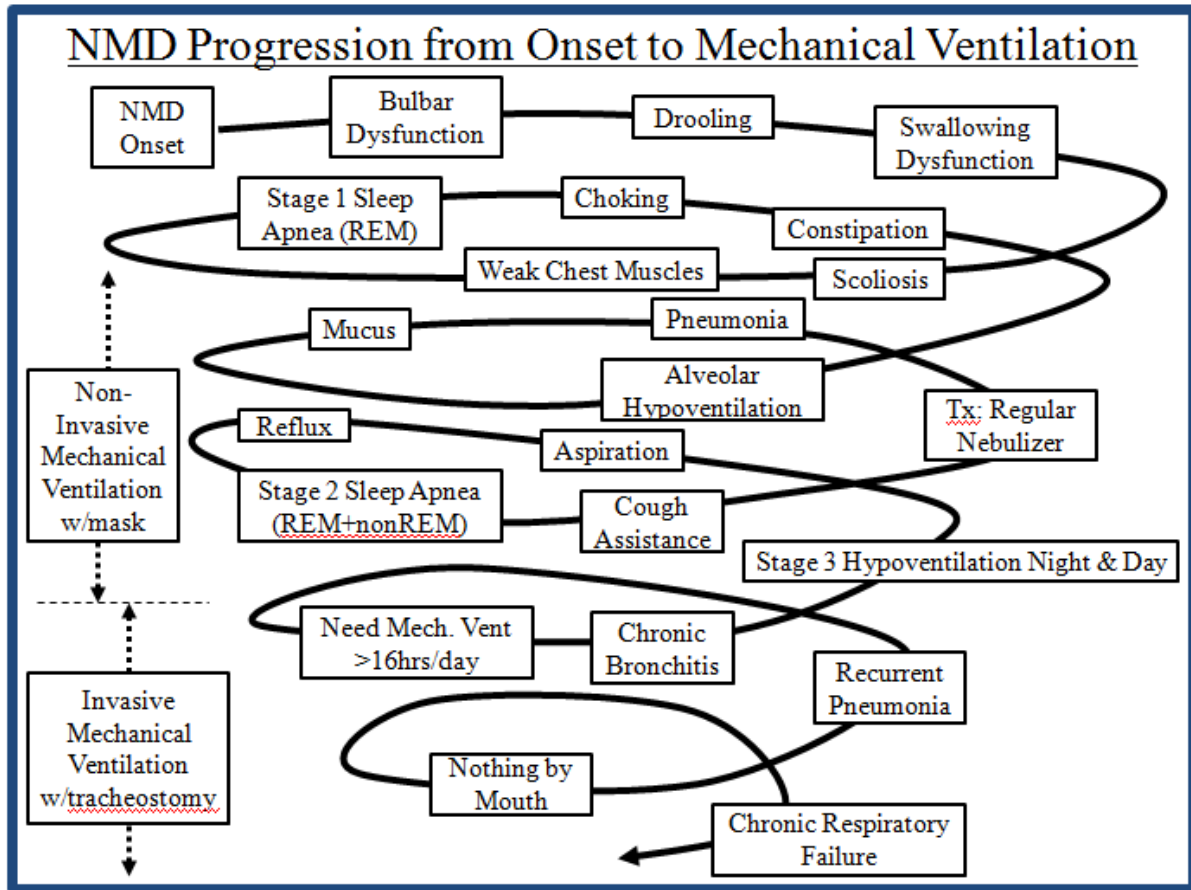 NMD Progression from Onset to Mechanical Ventilation
NMD
Onset
Bulbar
Dysfunction
Drooling
Swallowing
Dysfunction
Stage 1 Sleep
Apnea (REM)
Choking
Constipation
Weak Chest Muscles
Scoliosis
Mucus
Pneumonia
Alveolar
Hypoventilation
Tx: Regular
Nebulizer
Reflux
Aspiration
Stage 2 Sleep Apnea
(REM+nonREM)
Cough
Assistance
Stage 3 Hypoventilation Night & Day
Need Mech. Vent
>16hrs/day
Chronic
Bronchitis
Recurrent
Pneumonia
Nothing by
Mouth
Chronic Respiratory
Failure
Non-
Invasive
Mechanical
Ventilation
w/mask
Invasive
Mechanical
Ventilation
w/tracheostomy